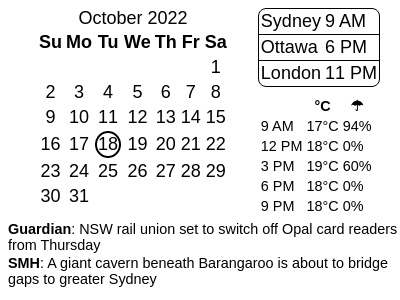 October 2022
Su Mo Tu We Th Fr Sa
1
2 3 4 5 6 7 8
9 10 11 12 13 14 15
16 17 18 19 20 21 22
23 24 25 26 27 28 29
30 31
Sydney 9 AM
Ottawa 6 PM
London 11 PM
°C ☂
9 AM 17°C 94%
12 PM 18°C 0%
3 PM 19°C 60%
6 PM 18°C 0%
9 PM 18°C 0%
Guardian: NSW rail union set to switch off Opal card readers
from Thursday
SMH: A giant cavern beneath Barangaroo is about to bridge
gaps to greater Sydney